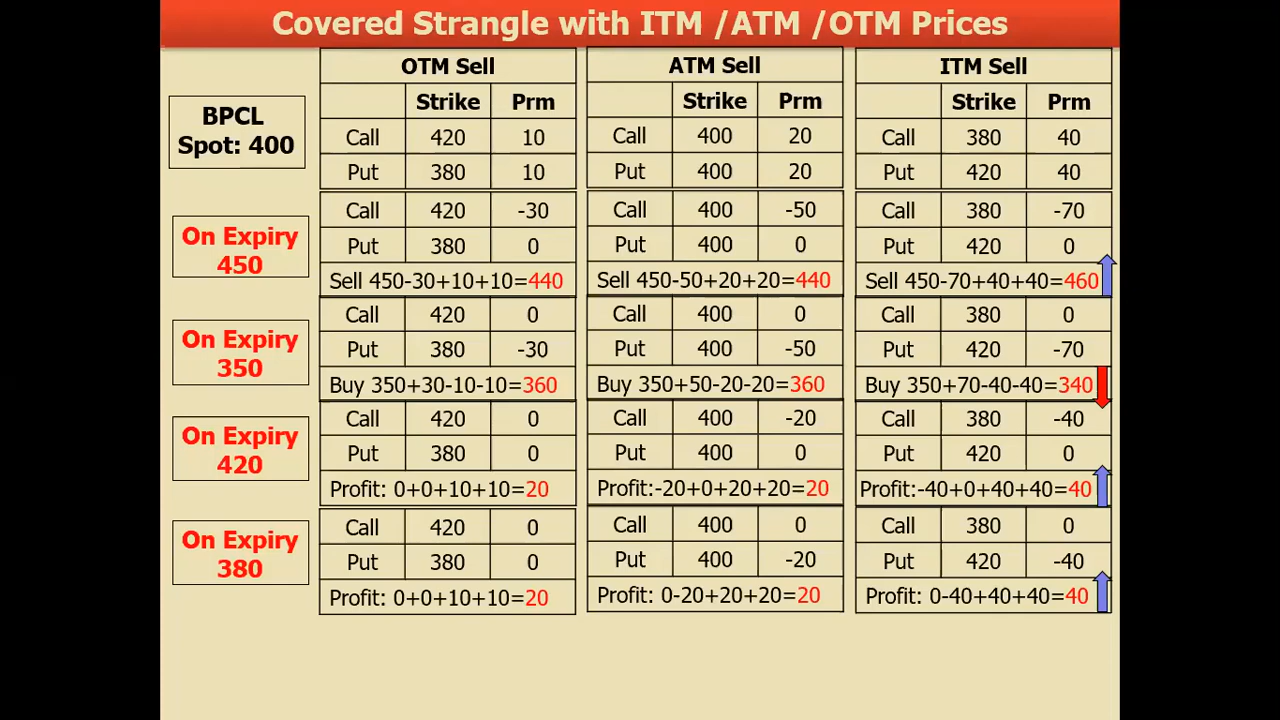 Covered Strangle with ITM /ATM /OTM Prices
BPCL
Spot: 400
OTM Sell
ATM Sell
ITM Sell
Strike Prm
Strike Prm
Strike Prm
Call 420 10
Call 400 20
Call 380 40
Put 380 10
Put 400 20
Put 420 40
On Expiry
450
Call 420 -30
Call 400 -50
Call 380 -70
Put 380 0
Put 400 0
Put 420 0
Sell 450-30+10+10=440
Sell 450-50+20+20=440
Sell 450-70+40+40=460
On Expiry
350
Call 420 0
Call 400 0
Call 380 0
Put 380 -30
Put 400 -50
Put 420 -70
Buy 350+30-10-10=360
Buy 350+50-20-20=360
Buy 350+70-40-40=340
On Expiry
420
Call 420 0
Call 400 -20
Call 380 -40
Put 380 0
Put 400 0
Put 420 0
Profit: 0+0+10+10=20
Profit:-20+0+20+20=20
Profit:-40+0+40+40=40
On Expiry
380
Call 420 0
Call 400 0
Call 380 0
Put 380 0
Put 400 -20
Put 420 -40
Profit: 0+0+10+10=20
Profit: 0-20+20+20=20
Profit: 0-40+40+40=40